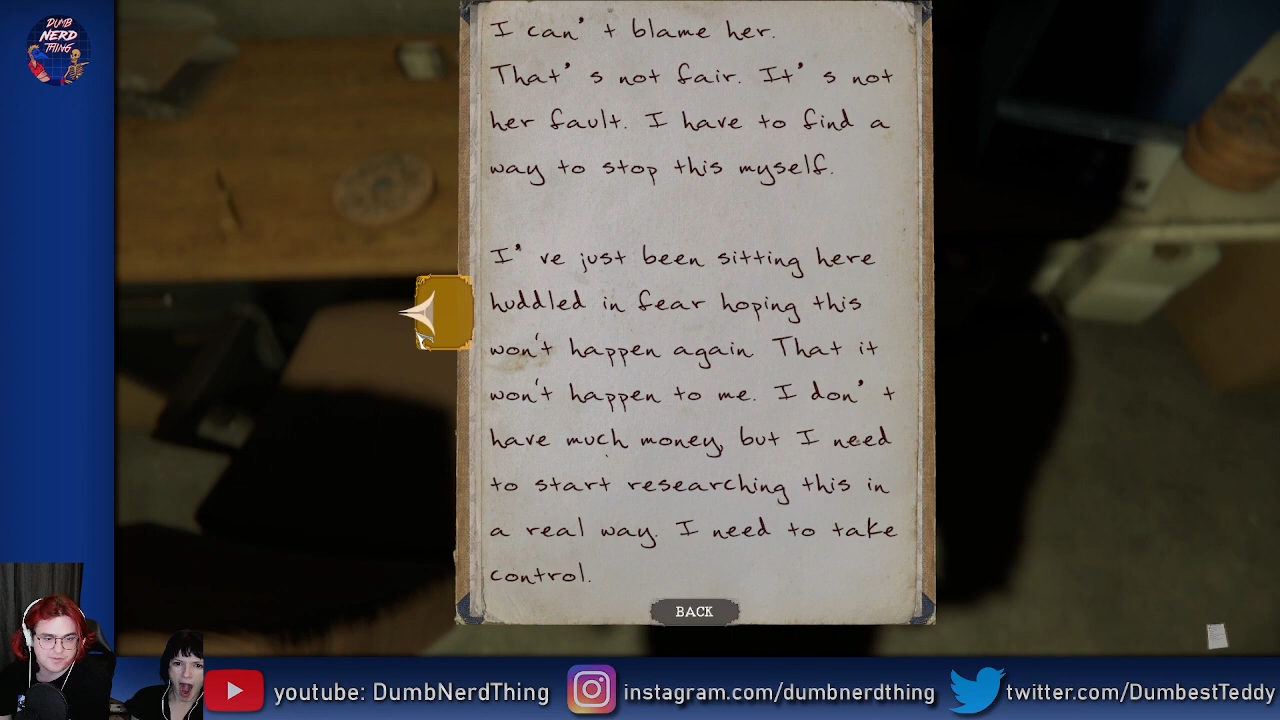 DUMB
NERD
THING
I can't blame her.
That's not fair. It's not
her fault. I have to find a
way to stop this myself.
I've just been sitting here
huddled in fear hoping this
won't happen again That it
won't happen to me. I don't
have much money, but I need
to start researching this in
a real way. I need to take
control.
BACK
youtube: DumbNerdThing
instagram.com/dumbnerdthing
twitter.com/DumbestTeddy